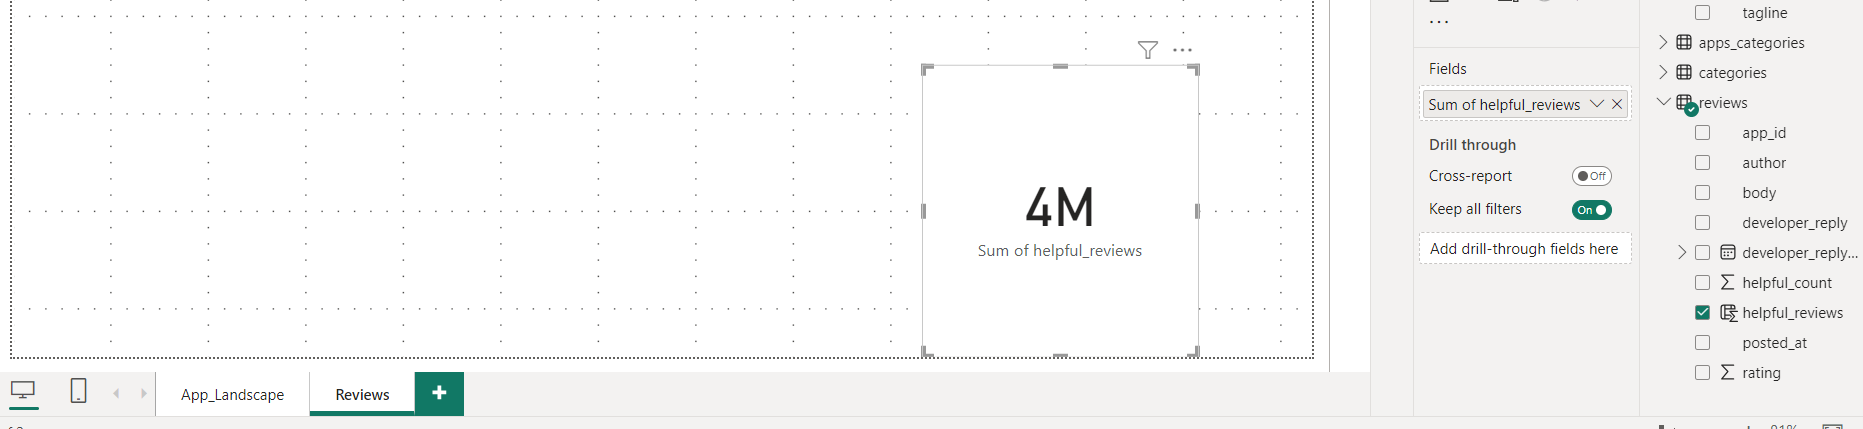 tagline
apps_categories
Fields
categories
Sum of helpful_reviews
reviews
app_id
Drill through
author
Cross-report
Off
body
4M
Keep all filters
On
developer_reply
Sum of helpful_reviews
Add drill-through fields here
developer_reply...
helpful_count
helpful_reviews
posted_at
rating
App_Landscape
Reviews